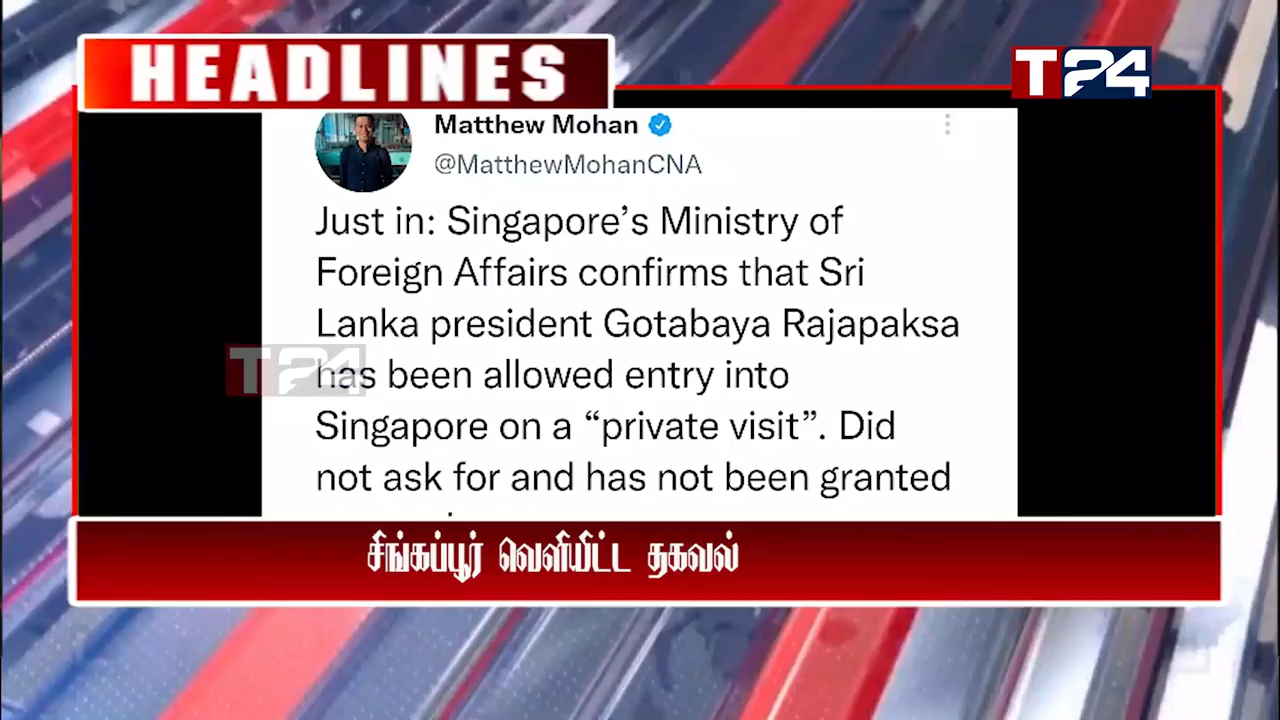 HEADLINES
T24
Matthew Mohan
@MatthewMohanCNA
Just in: Singapore’s Ministry of
Foreign Affairs confirms that Sri
Lanka president Gotabaya Rajapaksa
has been allowed entry into
Singapore on a “private visit”. Did
not ask for and has not been granted
T24
சிங்கப்பூர் வெளியிட்ட தகவல்